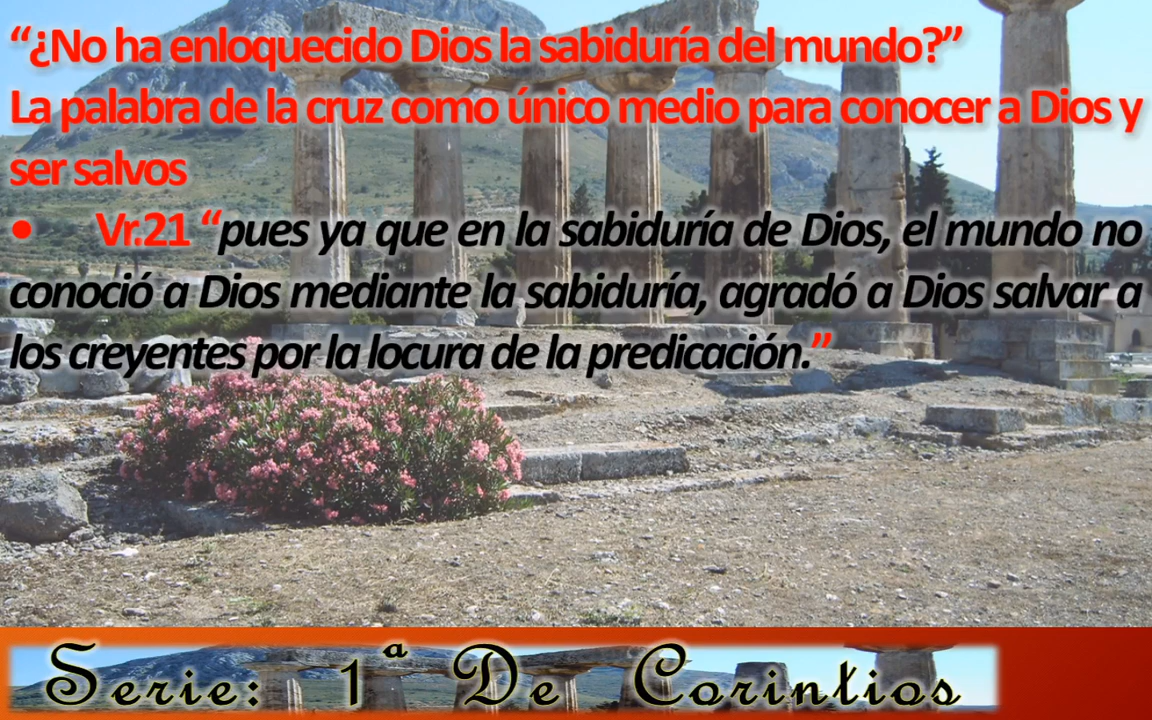 “¿No ha enloquecido Dios la sabiduría del mundo?”
La palabra de la cruz como único medio para conocer a Dios y
ser salvos
• Vr.21 “pues ya que en la sabiduría de Dios, el mundo no
conoció a Dios mediante la sabiduría, agradó a Dios salvar a
los creyentes por la locura de la predicación.”
Serie: 1ª De Corintios